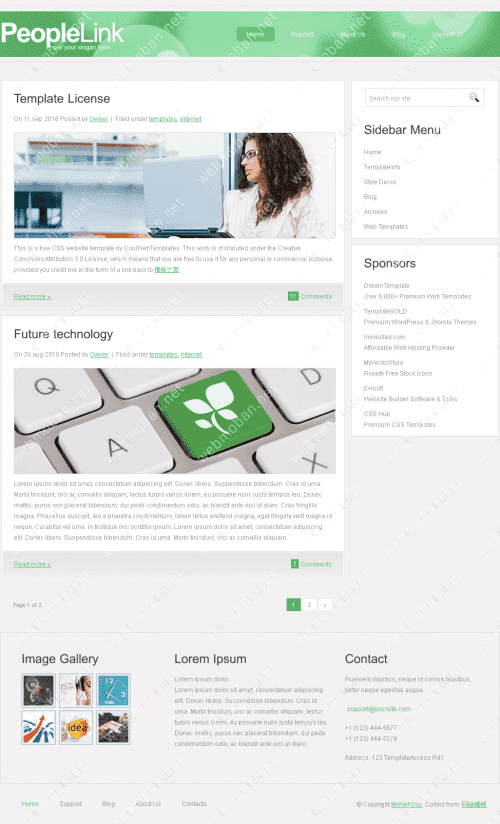 PeopleLink
use your slogan here
Home
Support
About Us
Blog
Contact Us
Template License
On 11 sep 2018 Posted by Owner | Filed under templates, internet
This is a free CSS website template by CoolWebTemplates. This work is distributed under the Creative
Commons Attribution 3.0 License, which means that you are free to use it for any personal or commercial purpose
provided you credit me in the form of a link back to 模板之家.
Read more »
11 Comments
Future technology
On 28 aug 2010 Posted by Owner | Filed under templates, internet
A
X
Lorem ipsum dolor sit amet, consectetuer adipiscing elit. Donec libero. Suspendisse bibendum. Cras id urna.
Morbi tincidunt, orci ac convallis aliquam, lectus turpis varius lorem, eu posuere nunc justo tempus leo. Donec
mattis, purus nec placerat bibendum, dui pede condimentum odio, ac blandit ante orci ut diam. Cras fringilla
magna. Phasellus suscipit, leo a pharetra condimentum, lorem tellus eleifend magna, eget fringilla velit magna id
neque. Curabitur vel urna. In tristique orci porttitor ipsum. Lorem ipsum dolor sit amet, consectetuer adipiscing
elit. Donec libero. Suspendisse bibendum. Cras id urna. Morbi tincidunt, orci ac convallis aliquam.
Read more »
7 Comments
Page 1 of 2
1 2 »
Search our site:
Sidebar Menu
Home
TemplateInfo
Style Demo
Blog
Archives
Web Templates
Sponsors
DreamTemplate
Over 6,000+ Premium Web Templates
TemplateSOLD
Premium WordPress & Joomla Themes
ImHosted.com
Affordable Web Hosting Provider
MyVectorStore
Royalty Free Stock Icons
Evrsoft
Website Builder Software & Tools
CSS Hub
Premium CSS Templates
Image Gallery
idea
Lorem Ipsum
Lorem ipsum dolor
Lorem ipsum dolor sit amet, consectetuer adipiscing
elit. Donec libero. Suspendisse bibendum. Cras id
urna. Morbi tincidunt, orci ac convallis aliquam, lectus
turpis varius lorem, eu posuere nunc justo tempus leo.
Donec mattis, purus nec placerat bibendum, dui pede
condimentum odio, ac blandit ante orci ut diam.
Contact
Praesent dapibus, neque id cursus faucibus,
tortor neque egestas augue.
support@yoursite.com
+1 (123) 444-5677
+1 (123) 444-5678
Address: 123 TemplateAccess Rd1
Home
Support
Blog
About Us
Contacts
© Copyright MyWebSite. Collect from: 网站模板
webmoban.net